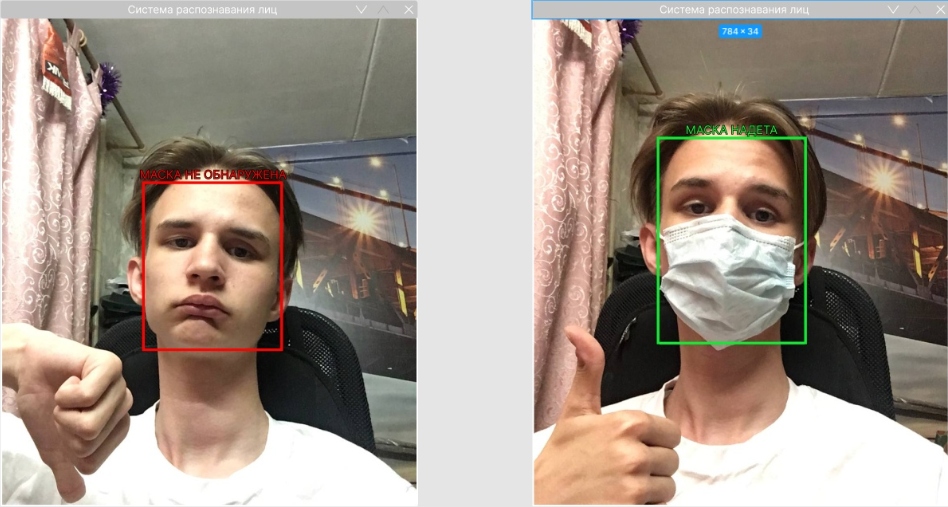 Система распознавания лиц
МАСКА НЕ ОБНАРУЖЕНА
Система распознавания лиц
784 × 34
МАСКА НАДЕТА